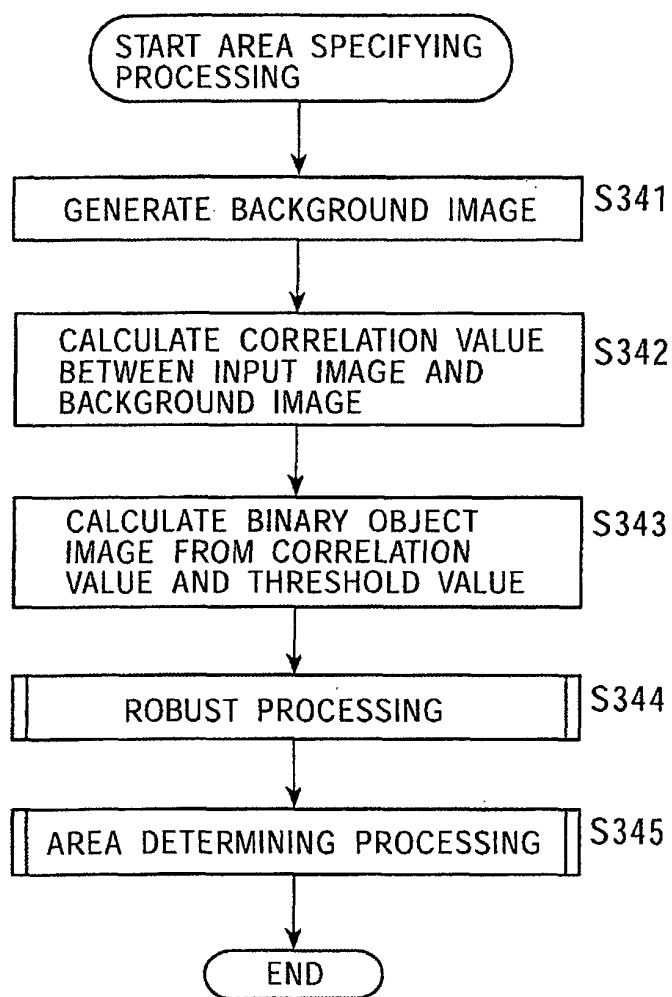 START AREA SPECIFYING
PROCESSING
GENERATE BACKGROUND IMAGE
S341
CALCULATE CORRELATION VALUE
BETWEEN INPUT IMAGE AND
BACKGROUND IMAGE
S342
CALCULATE BINARY OBJECT
IMAGE FROM CORRELATION
VALUE AND THRESHOLD VALUE
S343
ROBUST PROCESSING
S344
AREA DETERMINING PROCESSING
S345
END